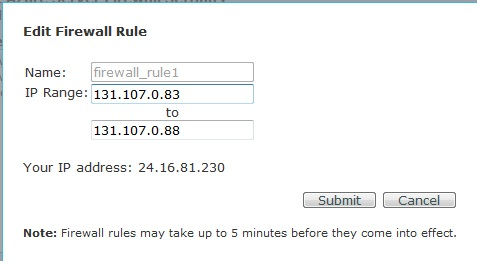 Edit Firewall Rule
Name: firewall_rule1
IP Range: 131.107.0.83
to
131.107.0.88
Your IP address: 24.16.81.230
Submit Cancel
Note: Firewall rules may take up to 5 minutes before they come into effect.